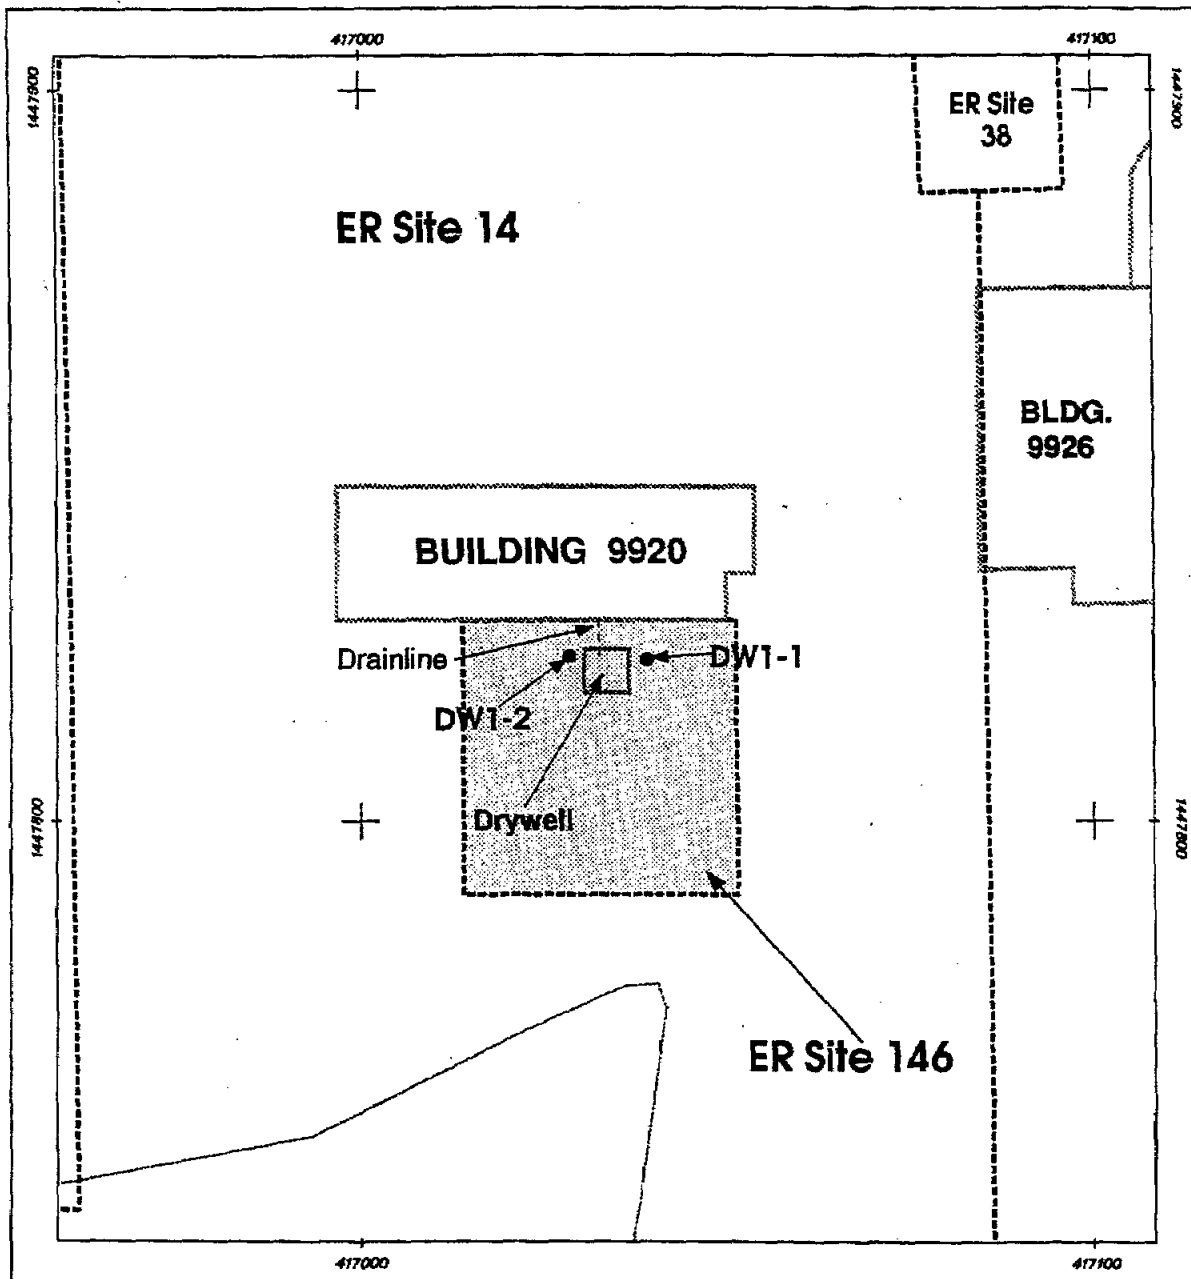 417000
417100
1447900
1447900
ER Site
38
ER Site 14
BLDG.
9926
BUILDING 9920
Drainline
DW1-1
DW1-2
Drywell
1447800
1447800
ER Site 146
417000
417100